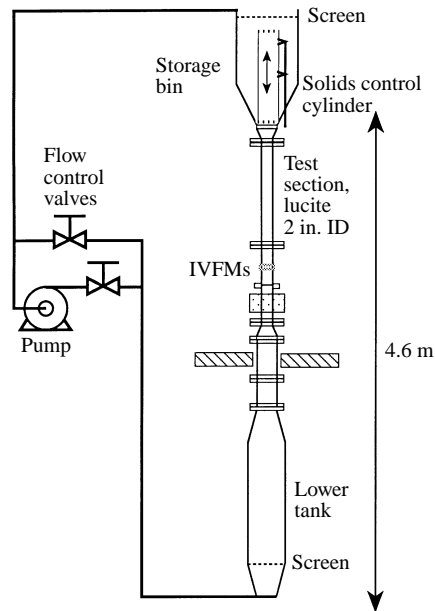 Screen
Storage
bin
Solids control
cylinder
Flow
control
valves
Test
section,
lucite
2 in. ID
IVFMs
Pump
4.6 m
Lower
tank
Screen